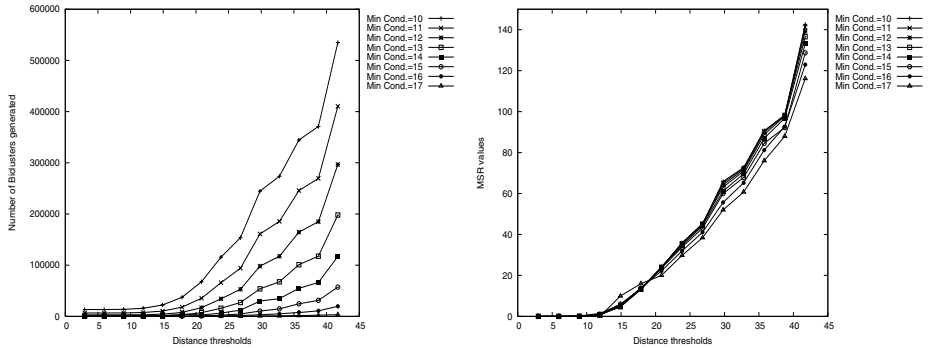 600000
500000
400000
300000
200000
100000
0
0 5 10 15 20 25 30 35 40 45
Number of Biclusters generated
Distance thresholds
Min Cond.=10
Min Cond.=11
Min Cond.=12
Min Cond.=13
Min Cond.=14
Min Cond.=15
Min Cond.=16
Min Cond.=17
140
120
100
80
60
40
20
0
0 5 10 15 20 25 30 35 40 45
MSR values
Distance thresholds
Min Cond.=10
Min Cond.=11
Min Cond.=12
Min Cond.=13
Min Cond.=14
Min Cond.=15
Min Cond.=16
Min Cond.=17